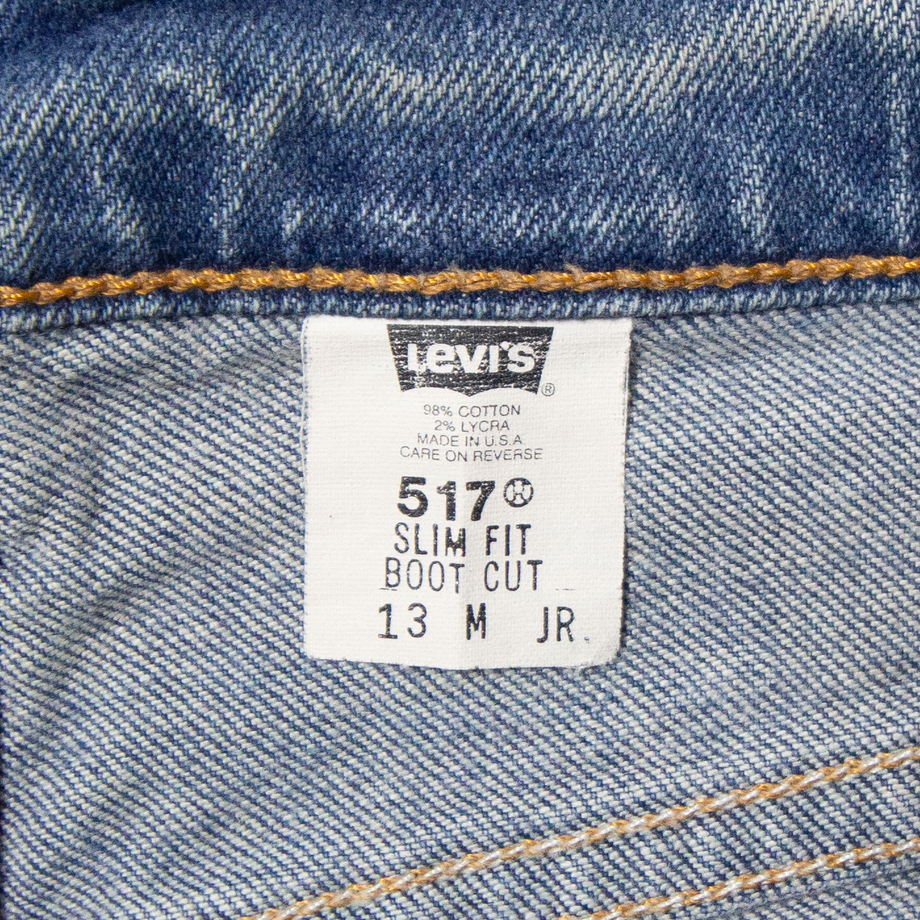 LEVI'S
®
98% COTTON
2% LYCRA
MADE IN U.S.A
CARE ON REVERSE
517 Ⓗ
SLIM FIT
BOOT CUT
13 M JR.